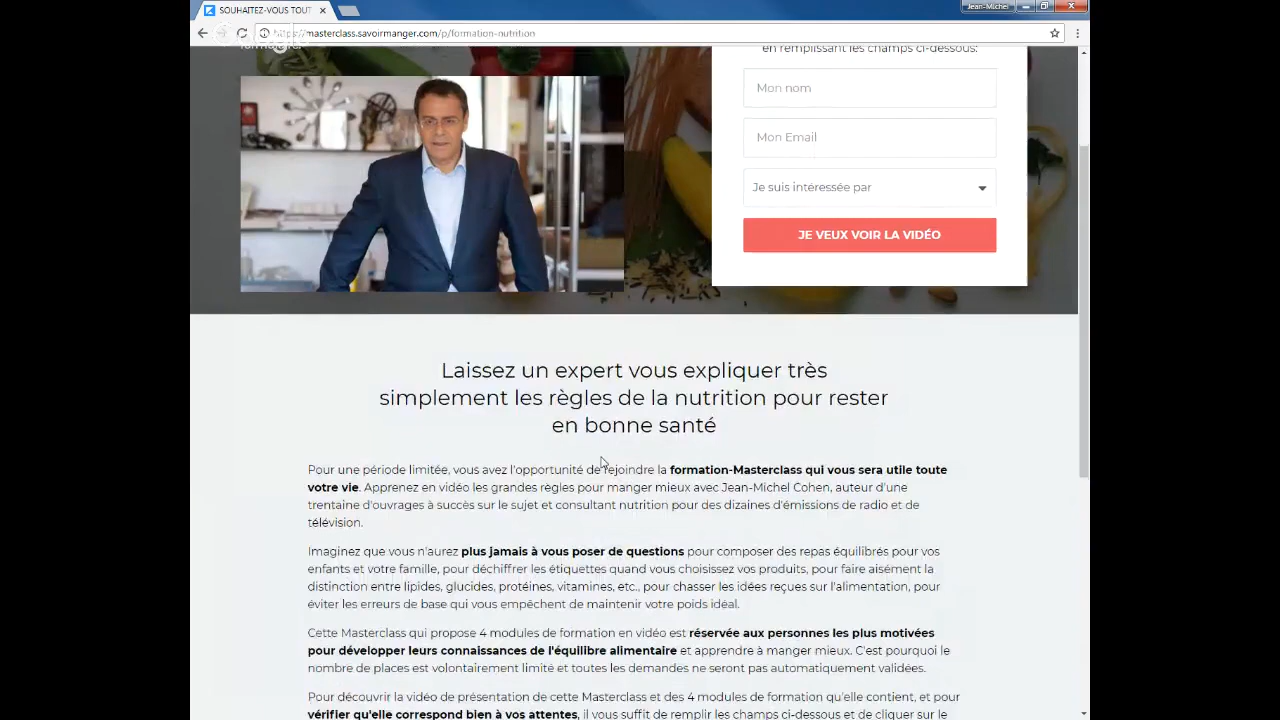 SOUHAITEZ-VOUS TOUT
Jean-Michel
https://masterclass.savoirmanger.com/p/formation-nutrition
en remplissant les champs ci-dessous:
Mon nom
Mon Email
Je suis intéressée par
JE VEUX VOIR LA VIDÉO
Laissez un expert vous expliquer très
simplement les règles de la nutrition pour rester
en bonne santé
Pour une période limitée, vous avez l'opportunité de rejoindre la formation-Masterclass qui vous sera utile toute
votre vie. Apprenez en vidéo les grandes règles pour manger mieux avec Jean-Michel Cohen, auteur d'une
trentaine d'ouvrages à succès sur le sujet et consultant nutrition pour des dizaines d'émissions de radio et de
télévision.
Imaginez que vous n'aurez plus jamais à vous poser de questions pour composer des repas équilibrés pour vos
enfants et votre famille, pour déchiffrer les étiquettes quand vous choisissez vos produits, pour faire aisément la
distinction entre lipides, glucides, protéines, vitamines, etc., pour chasser les idées reçues sur l'alimentation, pour
éviter les erreurs de base qui vous empêchent de maintenir votre poids idéal.
Cette Masterclass qui propose 4 modules de formation en vidéo est réservée aux personnes les plus motivées
pour développer leurs connaissances de l'équilibre alimentaire et apprendre à manger mieux. C'est pourquoi le
nombre de places est volontairement limité et toutes les demandes ne seront pas automatiquement validées.
Pour découvrir la vidéo de présentation de cette Masterclass et des 4 modules de formation qu'elle contient, et pour
vérifier qu'elle correspond bien à vos attentes, il vous suffit de remplir les champs ci-dessous et de cliquer sur le